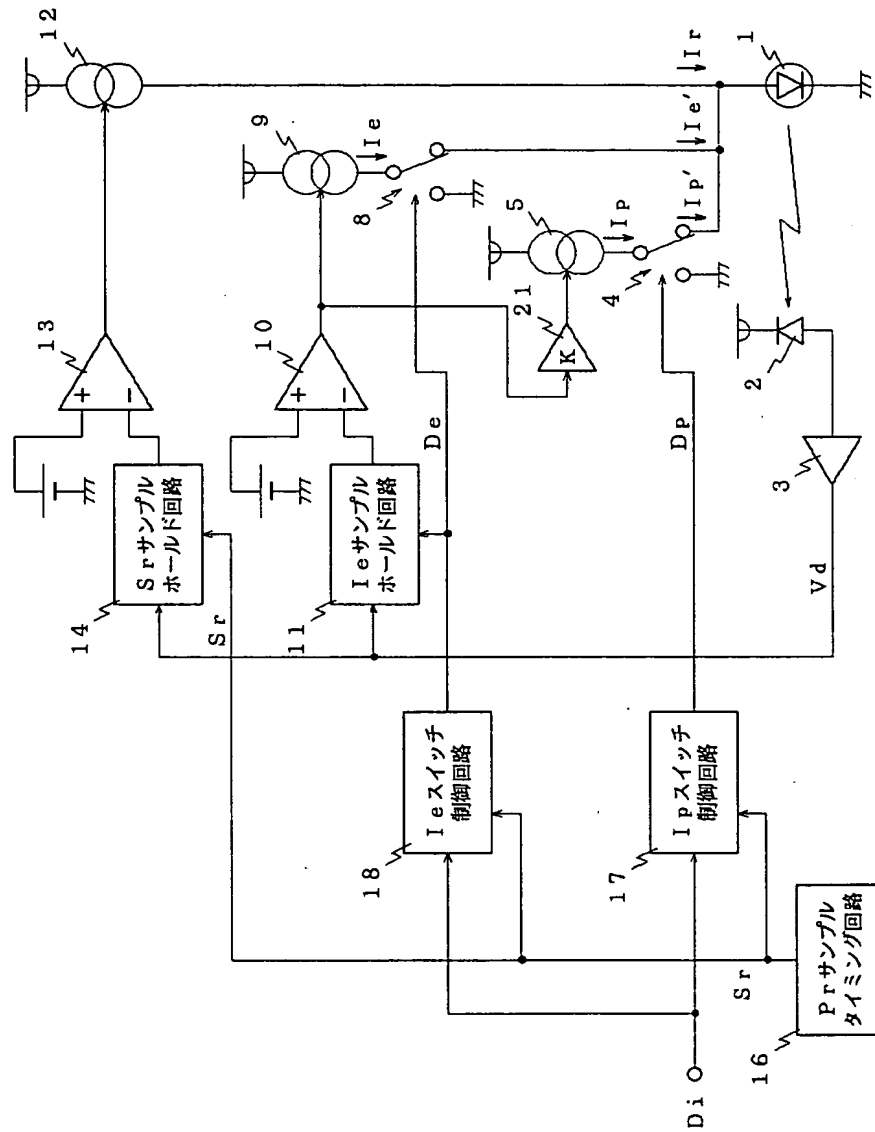 12
13
Srサンプル
ホールド回路
14
Sr
9
Ie
8
10
Ieサンプル
ホールド回路
11
De
Ieスイッチ
制御回路
18
5
Ip
4
21
K
Dp
Ipスイッチ
制御回路
17
Ir
Ie'
Ip'
1
2
3
Vd
Sr
Prサンプル
タイミング回路
16
Di
+
−
+
−